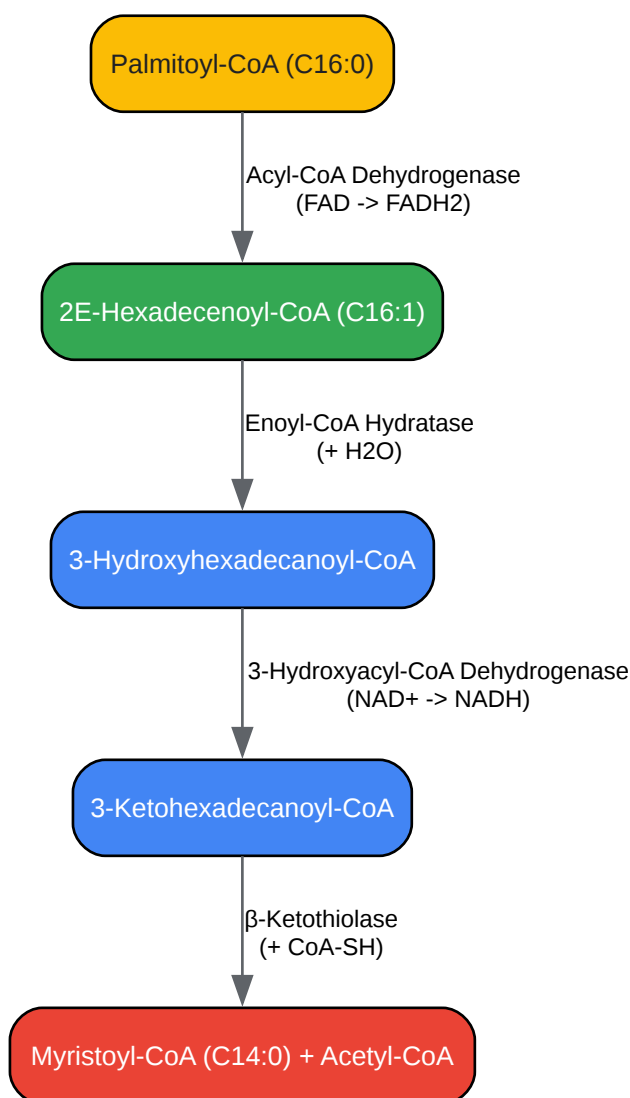 Palmitoyl-CoA (C16:0)
Acyl-CoA Dehydrogenase
(FAD -> FADH2)
2E-Hexadecenoyl-CoA (C16:1)
Enoyl-CoA Hydratase
(+ H2O)
3-Hydroxyhexadecanoyl-CoA
3-Hydroxyacyl-CoA Dehydrogenase
(NAD+ -> NADH)
3-Ketohexadecanoyl-CoA
β-Ketothiolase
(+ CoA-SH)
Myristoyl-CoA (C14:0) + Acetyl-CoA